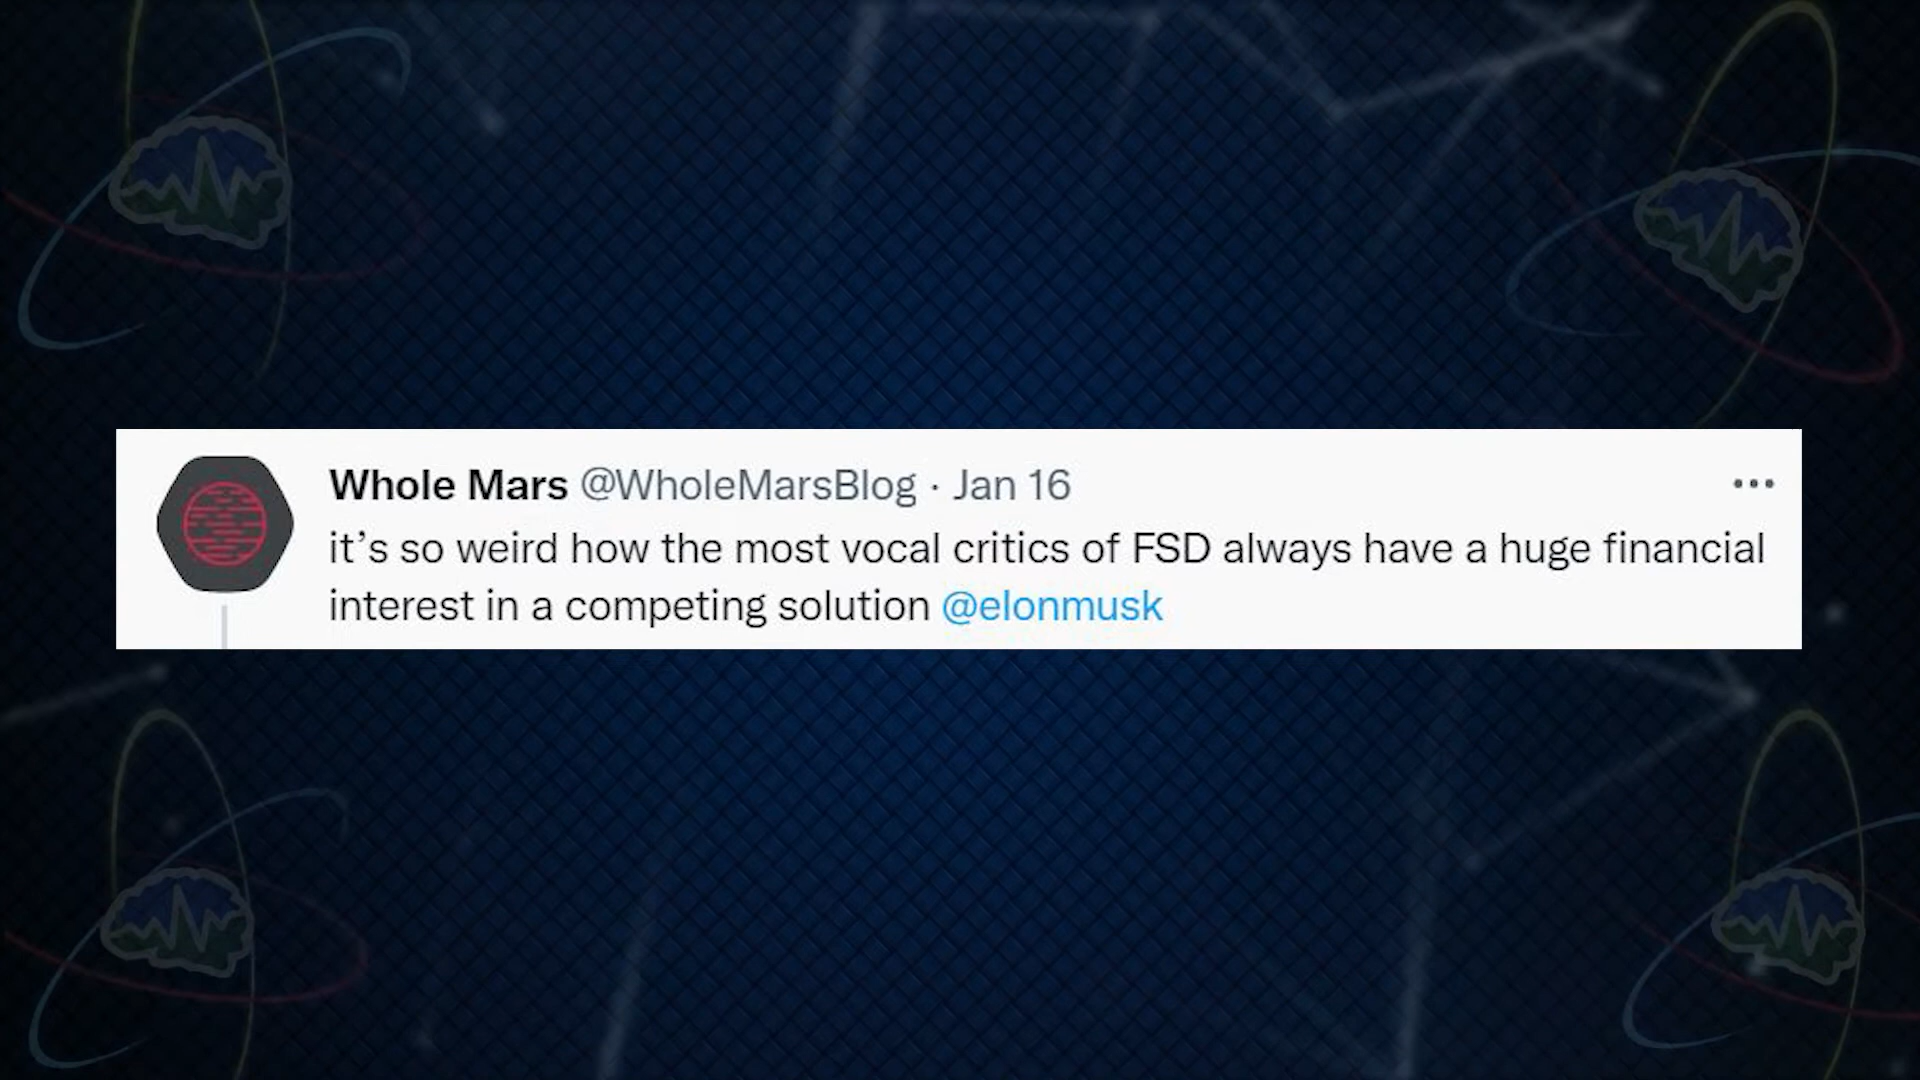 Whole Mars @WholeMarsBlog · Jan 16
it’s so weird how the most vocal critics of FSD always have a huge financial
interest in a competing solution @elonmusk